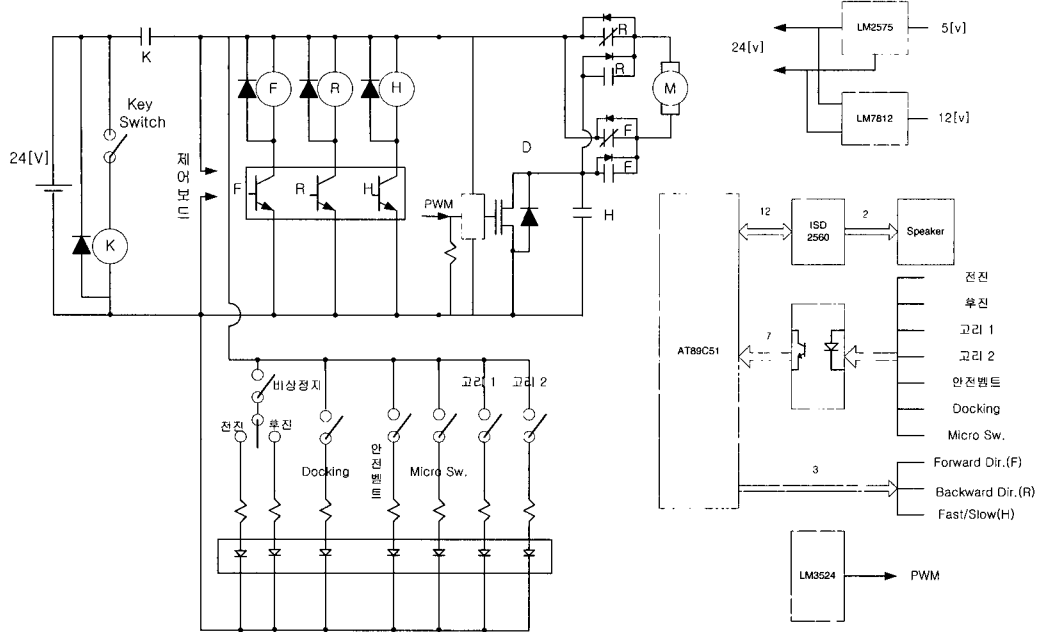 K
Key
Switch
24[V]
K
제어보드
F
R
H
F
R
H
PWM
D
R
R
F
F
H
M
24[v]
LM2575
5[v]
LM7812
12[v]
AT89C51
12
ISD
2560
2
Speaker
7
전진
후진
고리 1
고리 2
안전벨트
Docking
Micro Sw.
3
Forward Dir.(F)
Backward Dir.(R)
Fast/Slow(H)
LM3524
PWM
비상정지
전진
후진
Docking
안전벨트
Micro Sw.
고리 1
고리 2